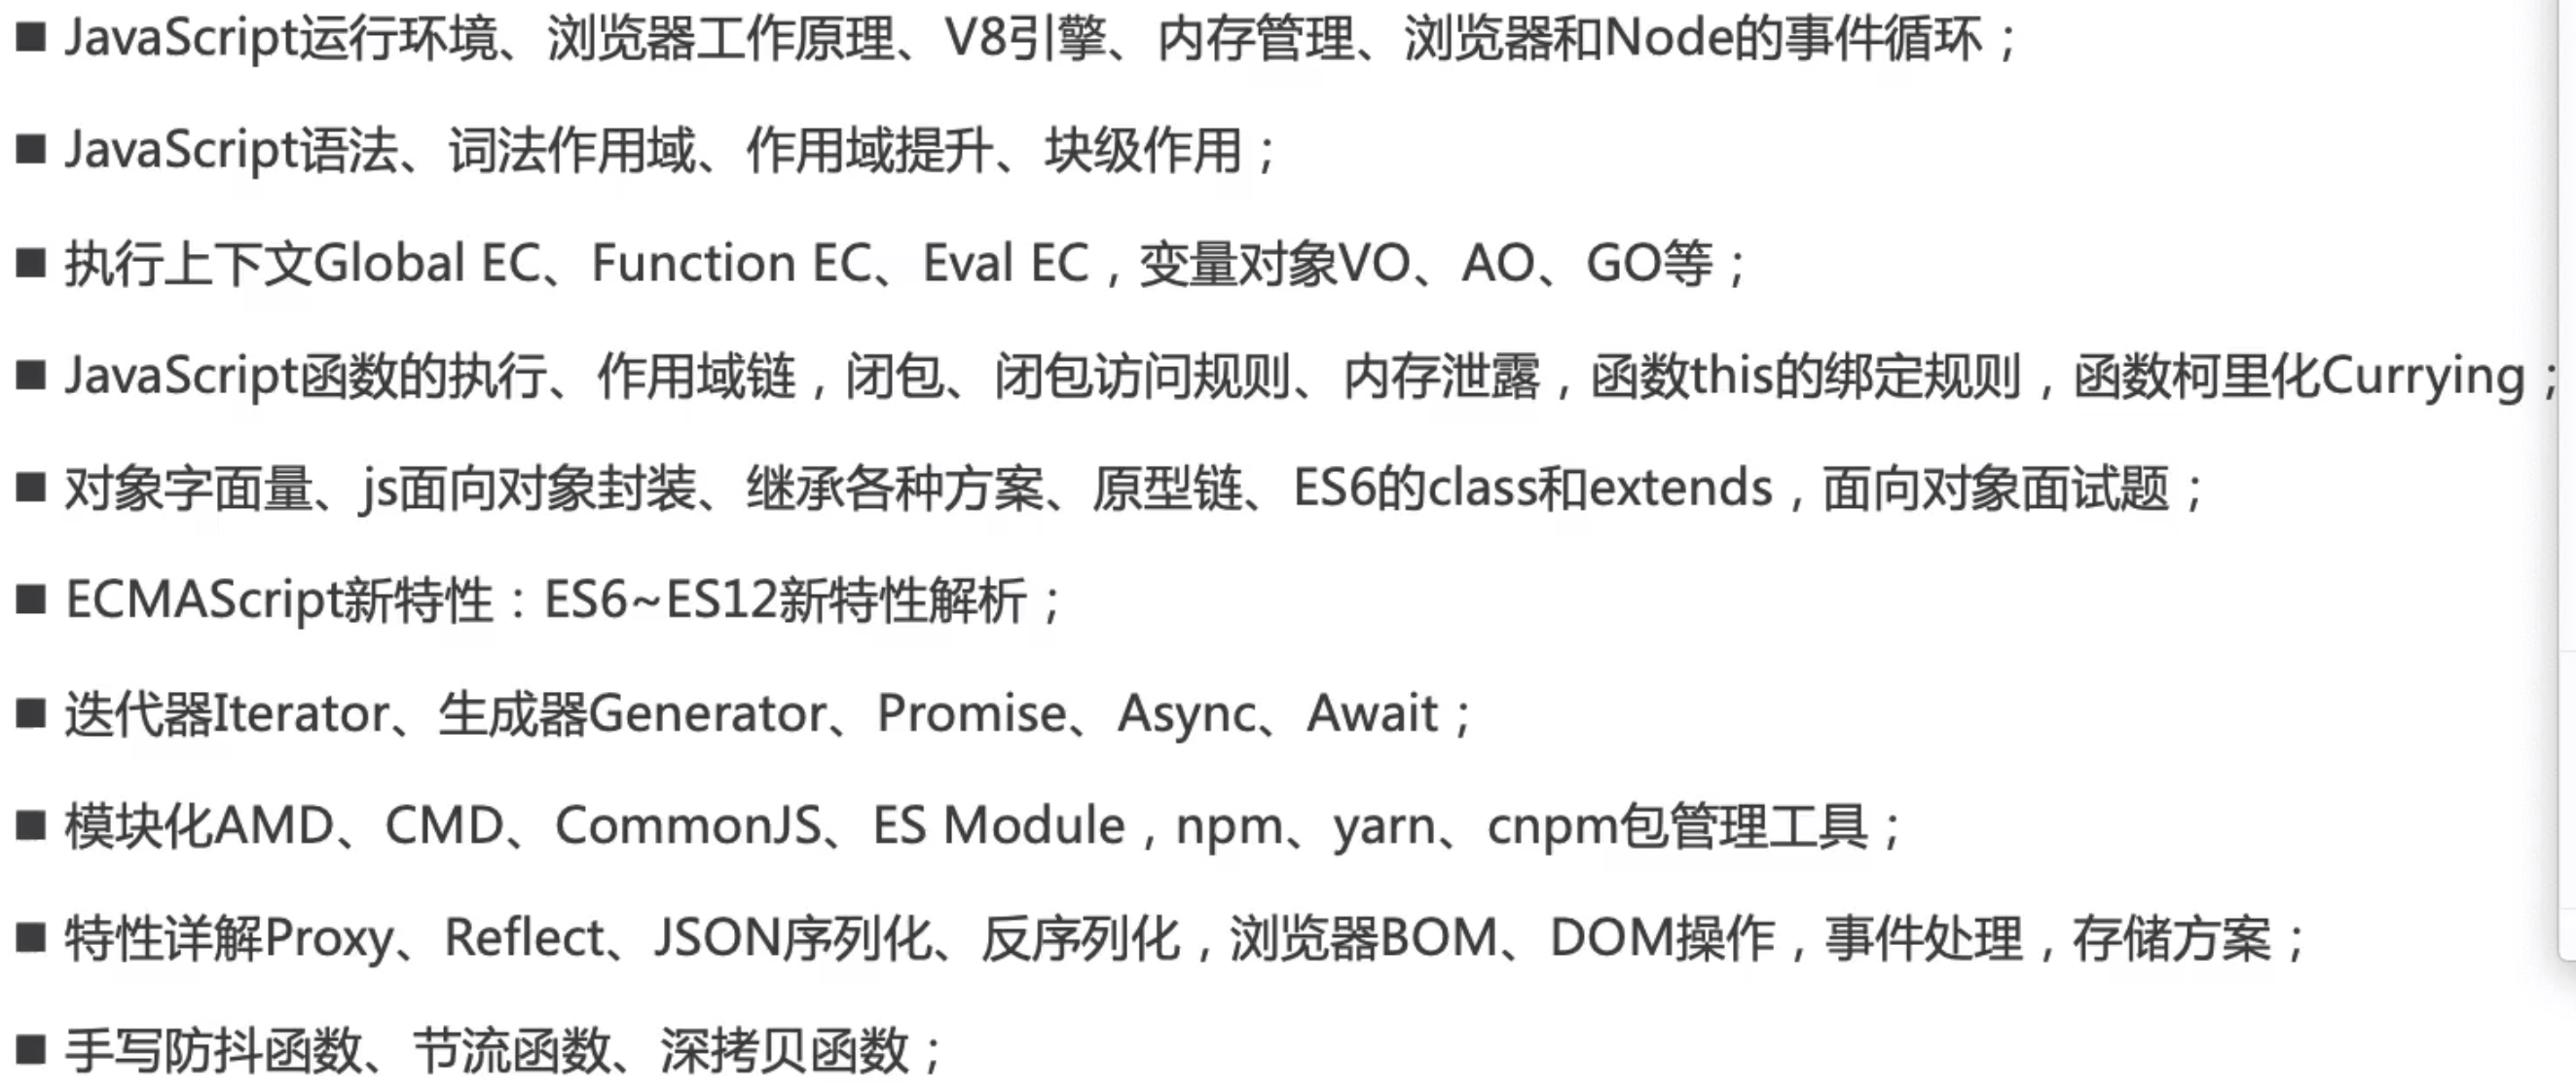 ■ JavaScript运行环境、浏览器工作原理、V8引擎、内存管理、浏览器和Node的事件循环；
■ JavaScript语法、词法作用域、作用域提升、块级作用；
■ 执行上下文Global EC、Function EC、Eval EC，变量对象VO、AO、GO等；
■ JavaScript函数的执行、作用域链，闭包、闭包访问规则、内存泄露，函数this的绑定规则，函数柯里化Currying；
■ 对象字面量、js面向对象封装、继承各种方案、原型链、ES6的class和extends，面向对象面试题；
■ ECMAScript新特性：ES6~ES12新特性解析；
■ 迭代器Iterator、生成器Generator、Promise、Async、Await；
■ 模块化AMD、CMD、CommonJS、ES Module，npm、yarn、cnpm包管理工具；
■ 特性详解Proxy、Reflect、JSON序列化、反序列化，浏览器BOM、DOM操作，事件处理，存储方案；
■ 手写防抖函数、节流函数、深拷贝函数；